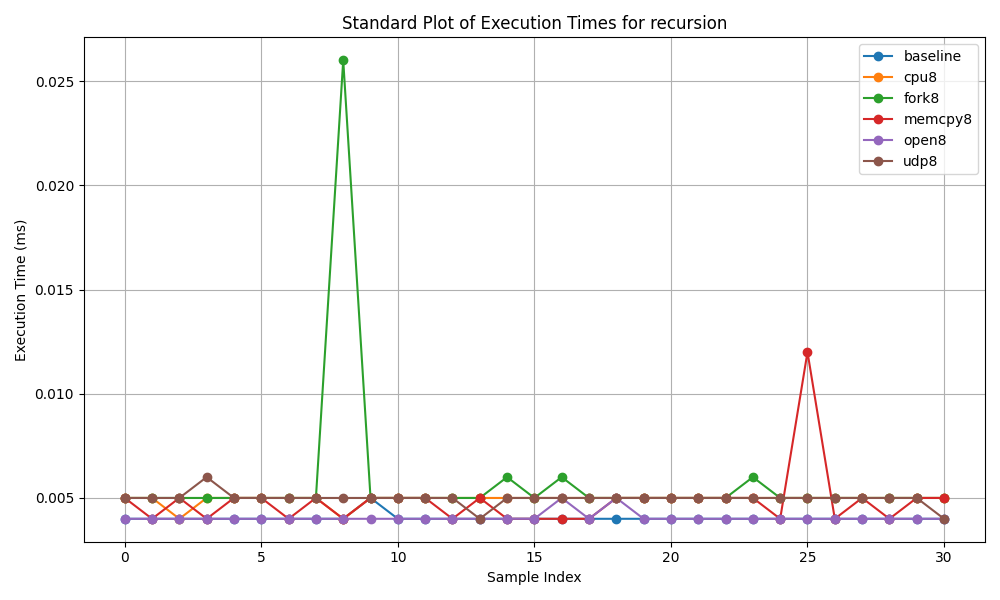 Standard Plot of Execution Times for recursion
baseline
cpu8
fork8
memcpy8
open8
udp8
Execution Time (ms)
0.025
0.020
0.015
0.010
0.005
0 5 10 15 20 25 30
Sample Index